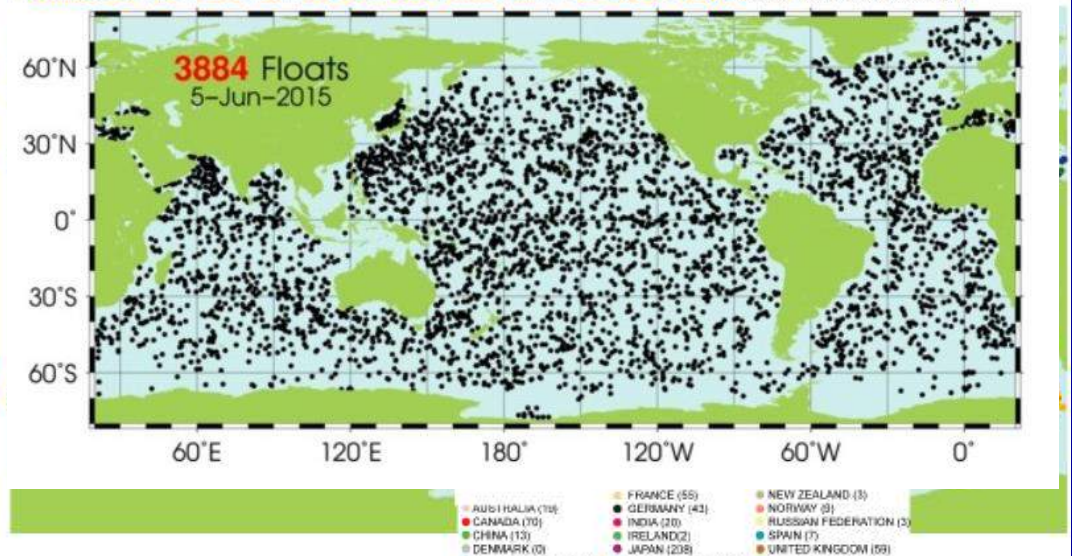 3884 Floats
5-Jun-2015
60°N
30°N
0°
30°S
60°S
60°E 120°E 180° 120°W 60°W 0°
FRANCE (55) NEW ZEALAND (3)
AUSTRALIA GERMANY (43) NORWAY (9)
CANADA (70) INDIA (20) RUSSIAN FEDERATION (3)
CHINA (13) IRELAND(2) SPAIN (7)
DENMARK (0) JAPAN (208) UNITED KINGDOM (59)